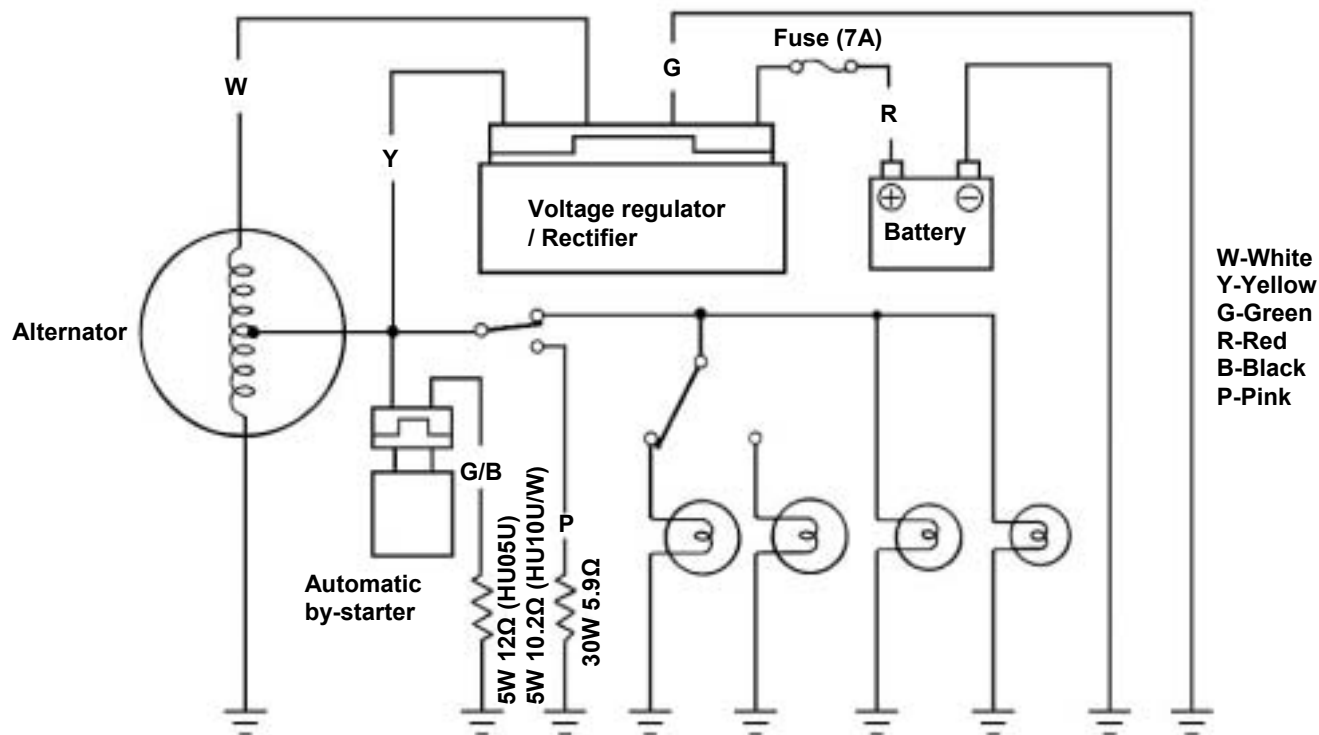 Fuse (7A)
W
G
Y
R
Voltage regulator
/ Rectifier
+
−
Battery
Alternator
W-White
Y-Yellow
G-Green
R-Red
B-Black
P-Pink
G/B
P
5W 12Ω (HU05U)
5W 10.2Ω (HU10U/W)
30W 5.9Ω
Automatic
by-starter